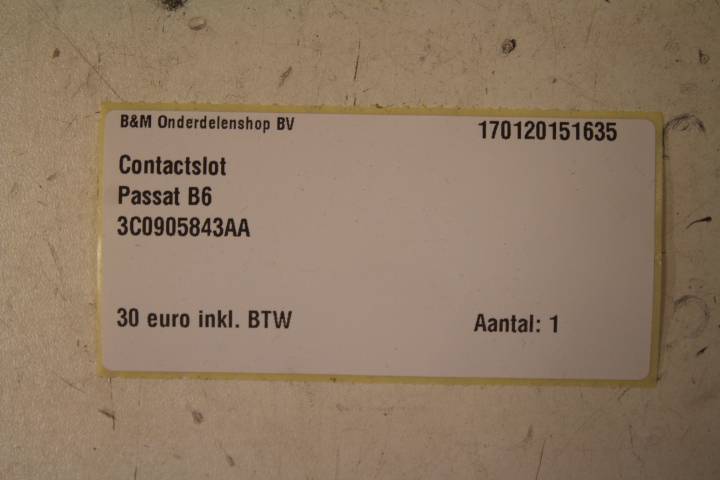 B&M Onderdelenshop BV 170120151635
Contactslot
Passat B6
3C0905843AA
30 euro inkl. BTW Aantal: 1